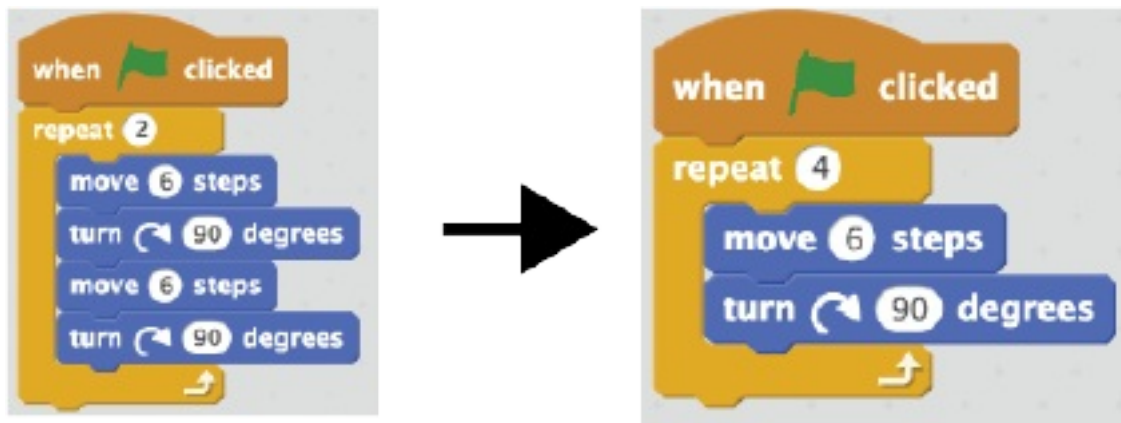 when clicked
repeat 2
move 6 steps
turn 90 degrees
move 6 steps
turn 90 degrees
when clicked
repeat 4
move 6 steps
turn 90 degrees